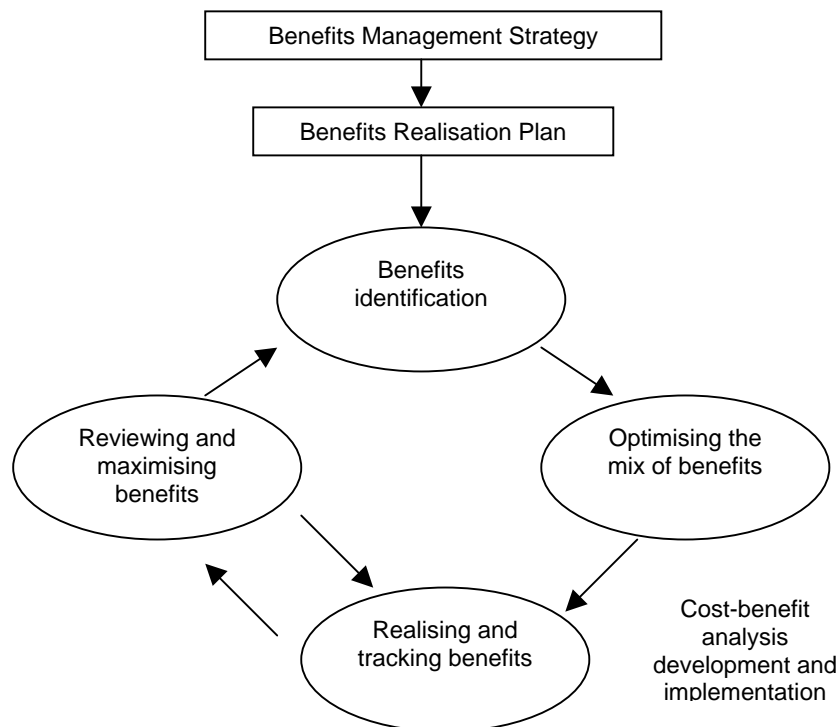 Benefits Management Strategy
Benefits Realisation Plan
Benefits
identification
Reviewing and
maximising
benefits
Optimising the
mix of benefits
Realising and
tracking benefits
Cost-benefit
analysis
development and
implementation